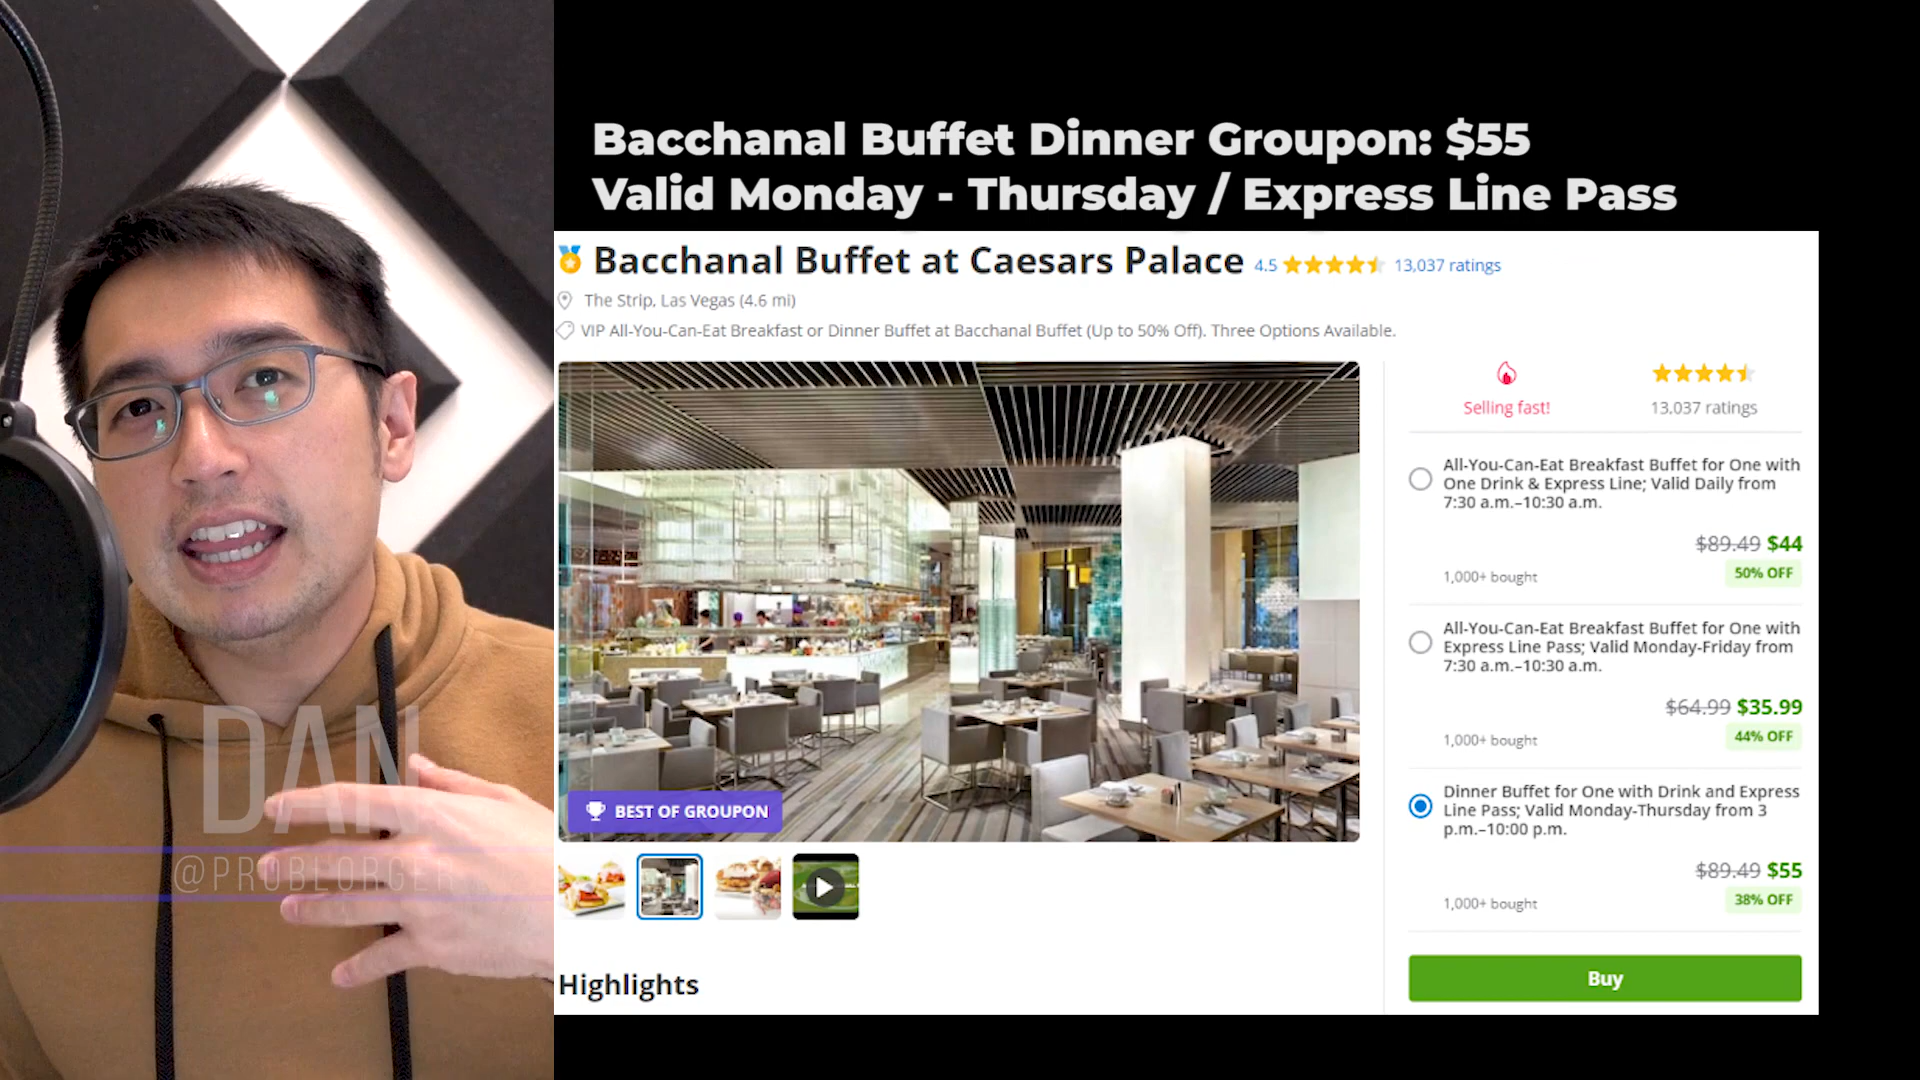 Bacchanal Buffet Dinner Groupon: $55
Valid Monday - Thursday / Express Line Pass
Bacchanal Buffet at Caesars Palace 4.5 13,037 ratings
The Strip, Las Vegas (4.6 mi)
VIP All-You-Can-Eat Breakfast or Dinner Buffet at Bacchanal Buffet (Up to 50% Off). Three Options Available.
BEST OF GROUPON
Highlights
Selling fast!
13,037 ratings
All-You-Can-Eat Breakfast Buffet for One with
One Drink & Express Line; Valid Daily from
7:30 a.m.–10:30 a.m.
$89.49 $44
1,000+ bought
50% OFF
All-You-Can-Eat Breakfast Buffet for One with
Express Line Pass; Valid Monday-Friday from
7:30 a.m.–10:30 a.m.
$64.99 $35.99
1,000+ bought
44% OFF
Dinner Buffet for One with Drink and Express
Line Pass; Valid Monday-Thursday from 3
p.m.–10:00 p.m.
$89.49 $55
1,000+ bought
38% OFF
Buy
DAN
@PROBLORGER